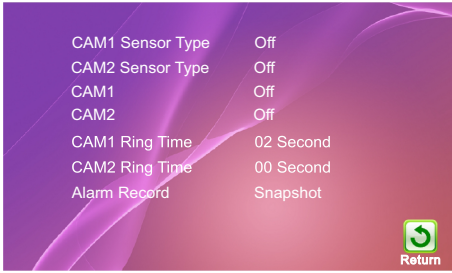 CAM1 Sensor Type Off
CAM2 Sensor Type Off
CAM1 Off
CAM2 Off
CAM1 Ring Time 02 Second
CAM2 Ring Time 00 Second
Alarm Record Snapshot
Return